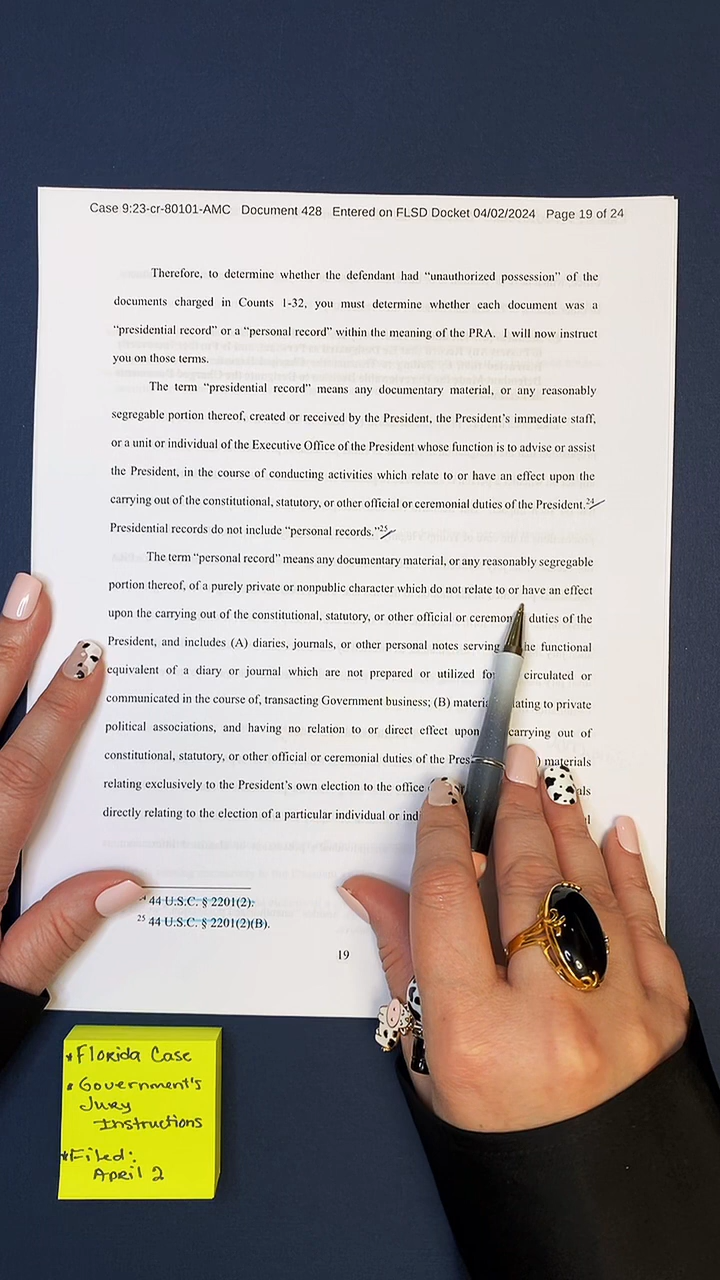 Case 9:23-cr-80101-AMC Document 428 Entered on FLSD Docket 04/02/2024 Page 19 of 24
Therefore, to determine whether the defendant had “unauthorized possession” of the
documents charged in Counts 1-32, you must determine whether each document was a
“presidential record” or a “personal record” within the meaning of the PRA. I will now instruct
you on those terms.
The term “presidential record” means any documentary material, or any reasonably
segregable portion thereof, created or received by the President, the President’s immediate staff,
or a unit or individual of the Executive Office of the President whose function is to advise or assist
the President, in the course of conducting activities which relate to or have an effect upon the
carrying out of the constitutional, statutory, or other official or ceremonial duties of the President.24
Presidential records do not include “personal records.”25
The term “personal record” means any documentary material, or any reasonably segregable
portion thereof, of a purely private or nonpublic character which do not relate to or have an effect
upon the carrying out of the constitutional, statutory, or other official or duties of the
President, and includes (A) diaries, journals, or other personal notes serving the functional
equivalent of a diary or journal which are not prepared or utilized circulated or
communicated in the course of, transacting Government business; (B) to private
political associations, and having no relation to or direct effect upon carrying out of
constitutional, statutory, or other official or ceremonial duties of the materials
relating exclusively to the President’s own election to the office
directly relating to the election of a particular individual or
44 U.S.C. § 2201(2).
25 44 U.S.C. § 2201(2)(B).
19
*Florida Case
• Government's
Jury
Instructions
*Filed:
April 2